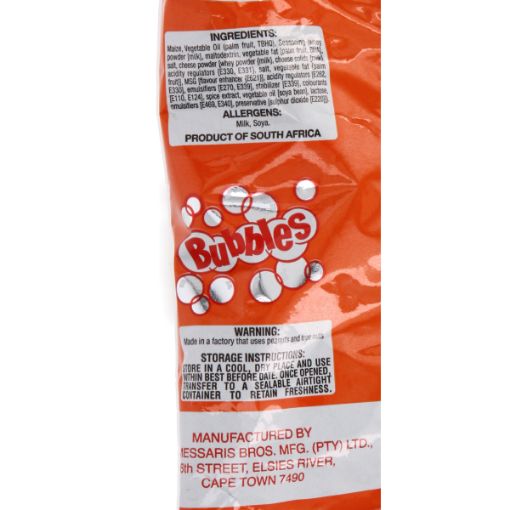 INGREDIENTS:
Maize, Vegetable Oil (palm fruit, TBHQ), Seasoning [whey
powder (milk), maltodextrin, vegetable fat [palm fruit,
salt, cheese powder (whey powder (milk), cheese solids [milk],
acidity regulators [E330, E331], salt, vegetable fat [palm
fruit]), MSG [flavour enhancer (E621)], acidity regulators [E262,
E330], emulsifiers [E270, E339], stabilizer [E339], colourants
[E110, E124], spice extract, vegetable oil [soya bean], lactose,
emulsifiers [E469, E340], preservative [sulphur dioxide (E220)].
ALLERGENS:
Milk, Soya.
PRODUCT OF SOUTH AFRICA
Bubbles
WARNING:
Made in a factory that uses peanuts and tree nuts
STORAGE INSTRUCTIONS:
STORE IN A COOL, DRY PLACE AND USE
WITHIN BEST BEFORE DATE. ONCE OPENED,
TRANSFER TO A SEALABLE AIRTIGHT
CONTAINER TO RETAIN FRESHNESS.
MANUFACTURED BY
MESSARIS BROS. MFG. (PTY) LTD.,
8th STREET, ELSIES RIVER,
CAPE TOWN 7490